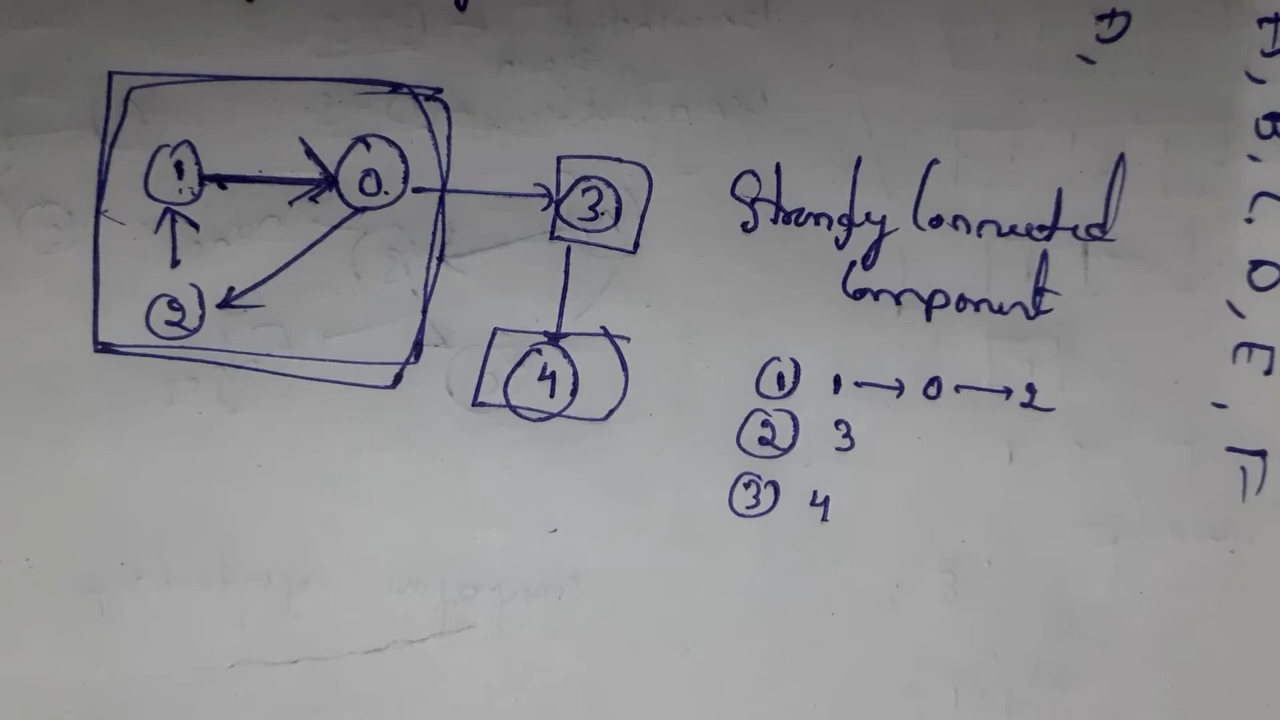 1 0 3
2
4
Strongly Connected
Component
① 1 → 0 → 2
② 3
③ 4
A, B, C, D, E, F